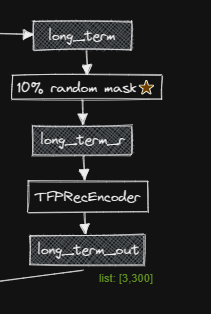 long_term
10% random mask⭐
long_term_r
TFPRecEncoder
long_term_out
list: [3,300]